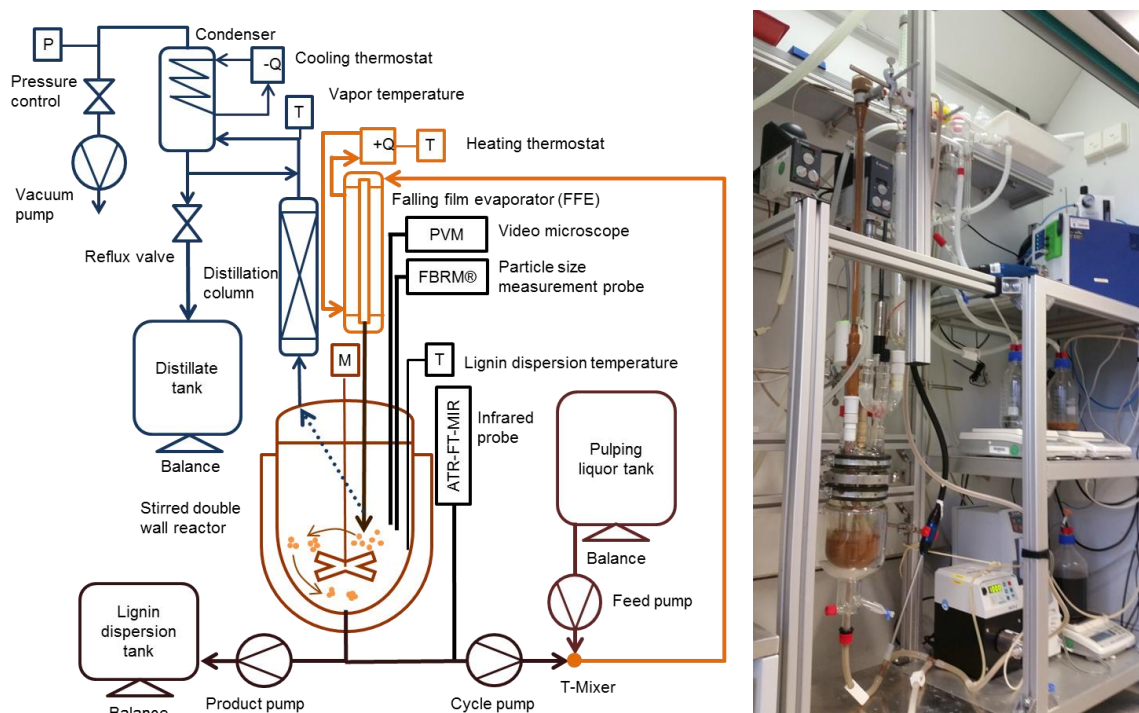 Condenser
P
-Q
Cooling thermostat
Pressure
control
Vapor temperature
T
+Q
T
Heating thermostat
Vacuum
pump
Falling film evaporator (FFE)
PVM
Video microscope
Reflux valve
Distillation
column
FBRM®
Particle size
measurement probe
M
T
Lignin dispersion temperature
Distillate
tank
Balance
ATR-FT-MIR
Infrared
probe
Pulping
liquor tank
Balance
Stirred double
wall reactor
Feed pump
Lignin
dispersion
tank
Balance
Product pump
Cycle pump
T-Mixer